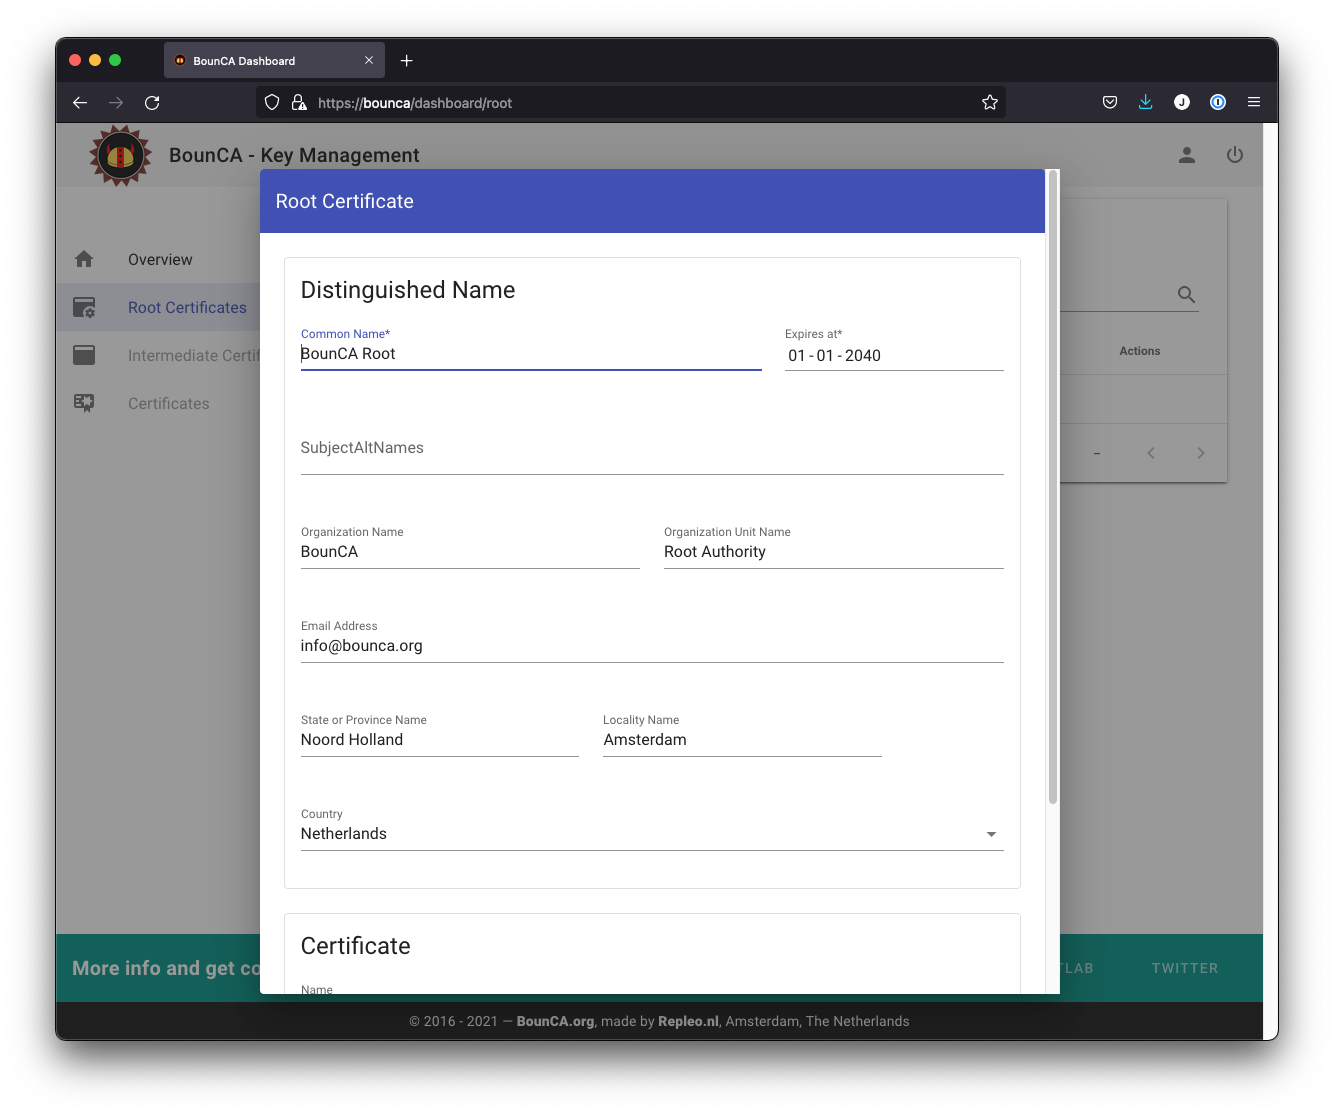 BounCA Dashboard
https://bounca/dashboard/root
J
BounCA - Key Management
Root Certificate
Overview
Root Certificates
Intermediate Certif
Certificates
Distinguished Name
Common Name*
Expires at*
BounCA Root
01 - 01 - 2040
Actions
SubjectAltNames
–
Organization Name
Organization Unit Name
BounCA
Root Authority
Email Address
info@bounca.org
State or Province Name
Locality Name
Noord Holland
Amsterdam
Country
Netherlands
Certificate
Name
More info and get co
TLAB
TWITTER
© 2016 - 2021 — BounCA.org, made by Repleo.nl, Amsterdam, The Netherlands